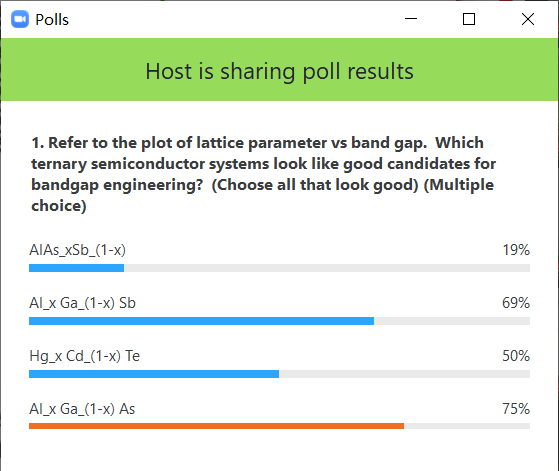 Polls
Host is sharing poll results
1. Refer to the plot of lattice parameter vs band gap.  Which
ternary semiconductor systems look like good candidates for
bandgap engineering?  (Choose all that look good) (Multiple
choice)
AlAs_xSb_(1-x) 19%
Al_x Ga_(1-x) Sb 69%
Hg_x Cd_(1-x) Te 50%
Al_x Ga_(1-x) As 75%